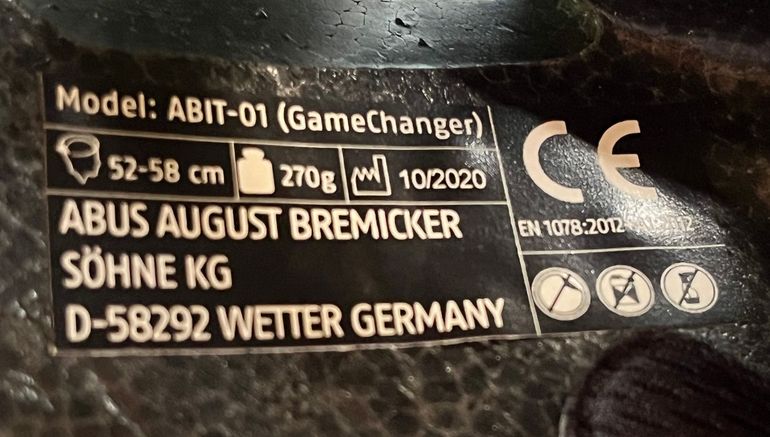 Model: ABIT-01 (GameChanger)
52-58 cm
270g
10/2020
ABUS AUGUST BREMICKER
SÖHNE KG
D-58292 WETTER GERMANY
CE
EN 1078:2012